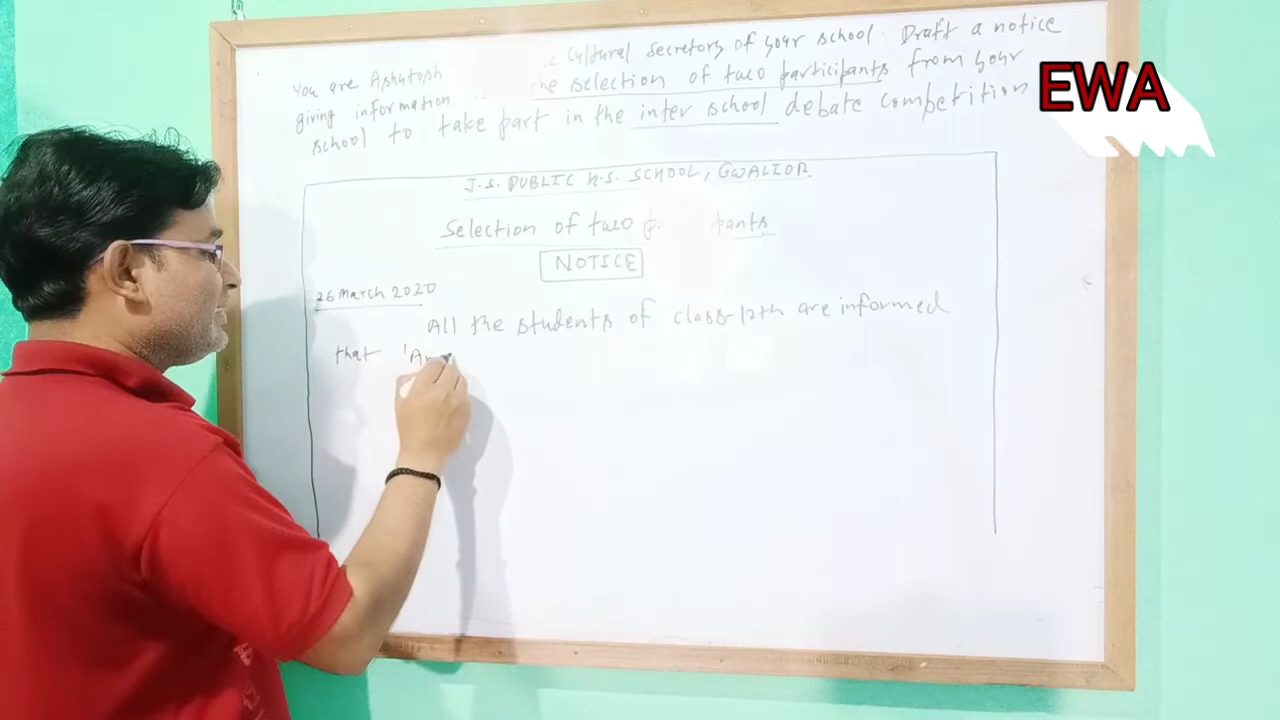 You are Ashutosh cultural secretory of your school. Draft a notice
giving information the selection of two participants from your
school to take part in the inter school debate competition
EWA
J.S. PUBLIC H.S. SCHOOL, GWALIOR
Selection of two pants
NOTICE
26 March 2020
All the students of class 12th are informed
that